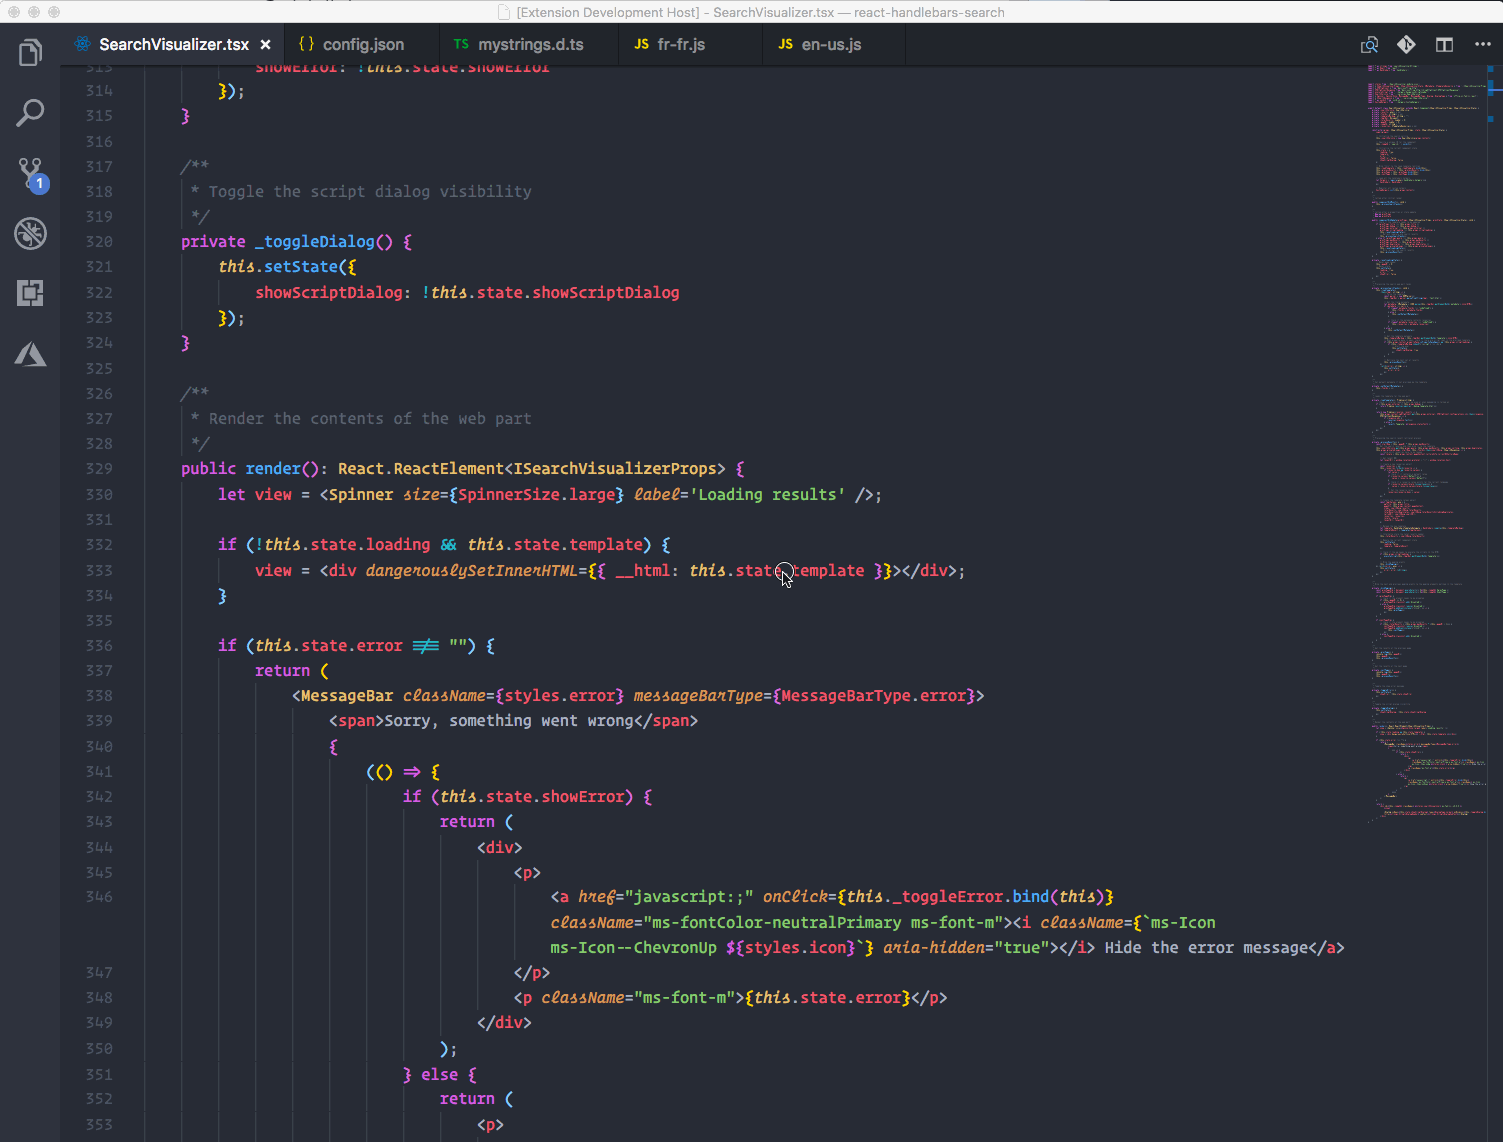 [Extension Development Host] - SearchVisualizer.tsx — react-handlebars-search
SearchVisualizer.tsx × {} config.json TS mystrings.d.ts JS fr-fr.js JS en-us.js
1
313 showError: !this.state.showError
314 });
315 }
316
317 /**
318 * Toggle the script dialog visibility
319 */
320 private _toggleDialog() {
321 this.setState({
322 showScriptDialog: !this.state.showScriptDialog
323 });
324 }
325
326 /**
327 * Render the contents of the web part
328 */
329 public render(): React.ReactElement<ISearchVisualizerProps> {
330 let view = <Spinner size={SpinnerSize.large} label='Loading results' />;
331
332 if (!this.state.loading && this.state.template) {
333 view = <div dangerouslySetInnerHTML={{ __html: this.state.template }}></div>;
334 }
335
336 if (this.state.error !== "") {
337 return (
338 <MessageBar className={styles.error} messageBarType={MessageBarType.error}>
339 <span>Sorry, something went wrong</span>
340 {
341 (() => {
342 if (this.state.showError) {
343 return (
344 <div>
345 <p>
346 <a href="javascript:;" onClick={this._toggleError.bind(this)}
className="ms-fontColor-neutralPrimary ms-font-m"><i className={`ms-Icon
ms-Icon--ChevronUp ${styles.icon}`} aria-hidden="true"></i> Hide the error message</a>
347 </p>
348 <p className="ms-font-m">{this.state.error}</p>
349 </div>
350 );
351 } else {
352 return (
353 <p>